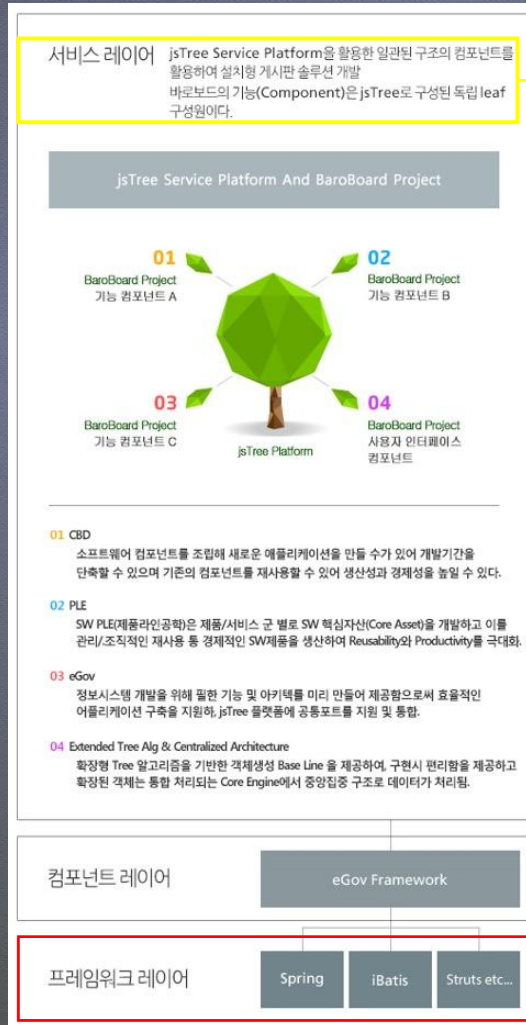 서비스 레이어
jsTree Service Platform을 활용한 일관된 구조의 컴포넌트를
활용하여 설치형 게시판 솔루션 개발
바로보드의 기능(Component)은 jsTree로 구성된 독립 leaf
구성원이다.
jsTree Service Platform And BaroBoard Project
01
BaroBoard Project
기능 컴포넌트 A
02
BaroBoard Project
기능 컴포넌트 B
03
BaroBoard Project
기능 컴포넌트 C
jsTree Platform
04
BaroBoard Project
사용자 인터페이스
컴포넌트
01 CBD
소프트웨어 컴포넌트를 조립해 새로운 애플리케이션을 만들 수가 있어 개발기간을
단축할 수 있으며 기존의 컴포넌트를 재사용할 수 있어 생산성과 경제성을 높일 수 있다.
02 PLE
SW PLE(제품라인공학)은 제품/서비스 군 별로 SW 핵심자산(Core Asset)을 개발하고 이를
관리/조직적인 재사용 통 경제적인 SW제품을 생산하여 Reusability와 Productivity를 극대화.
03 eGov
정보시스템 개발을 위해 필한 기능 및 아키텍를 미리 만들어 제공함으로써 효율적인
어플리케이션 구축을 지원하, jsTree 플랫폼에 공통포트를 지원 및 통합.
04 Extended Tree Alg & Centralized Architecture
확장형 Tree 알고리즘을 기반한 객체생성 Base Line 을 제공하여, 구현시 편리함을 제공하고
확장된 객체는 통합 처리되는 Core Engine에서 중앙집중 구조로 데이터가 처리됨.
컴포넌트 레이어
eGov Framework
프레임워크 레이어
Spring
iBatis
Struts etc...